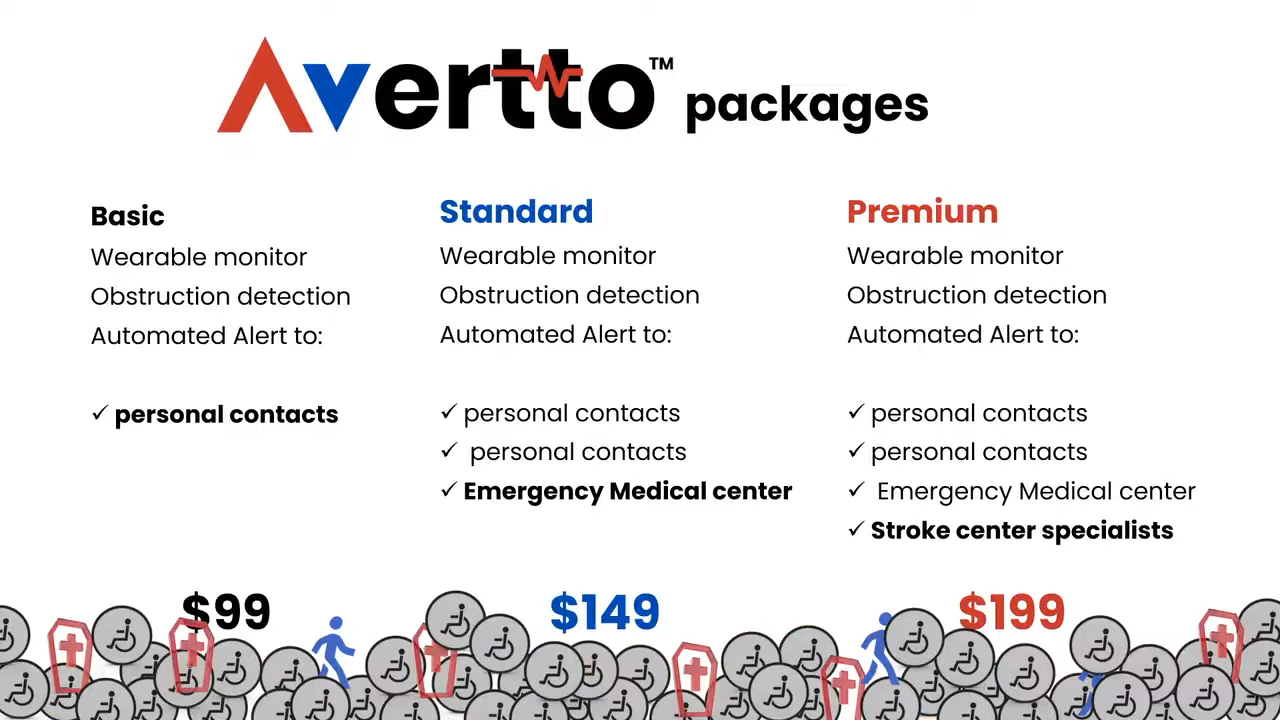 Avertto™ packages
Basic
Wearable monitor
Obstruction detection
Automated Alert to:
✓ personal contacts
$99
Standard
Wearable monitor
Obstruction detection
Automated Alert to:
✓ personal contacts
✓ personal contacts
✓ Emergency Medical center
$149
Premium
Wearable monitor
Obstruction detection
Automated Alert to:
✓ personal contacts
✓ personal contacts
✓ Emergency Medical center
✓ Stroke center specialists
$199